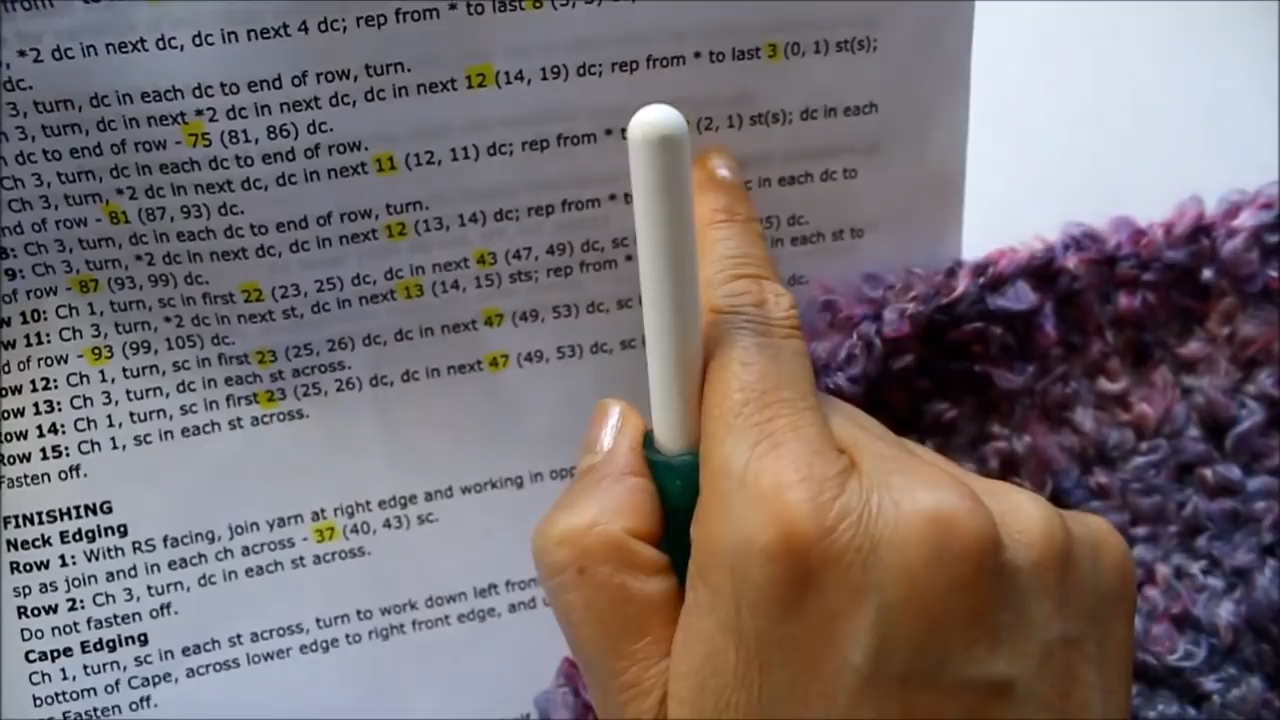 from
, *2 dc in next dc, dc in next 4 dc; rep from * to last 8
dc.
3, turn, dc in each dc to end of row, turn.
3, turn, dc in next *2 dc in next dc, dc in next 12 (14, 19) dc; rep from * to last 3 (0, 1) st(s);
dc to end of row - 75 (81, 86) dc.
Ch 3, turn, dc in each dc to end of row.
Ch 3, turn, *2 dc in next dc, dc in next 11 (12, 11) dc; rep from * (2, 1) st(s); dc in each
nd of row - 81 (87, 93) dc.
8: Ch 3, turn, dc in each dc to end of row, turn.
9: Ch 3, turn, *2 dc in next dc, dc in next 12 (13, 14) dc; rep from * c in each dc to
of row - 87 (93, 99) dc.
w 10: Ch 1, turn, sc in first 22 (23, 25) dc, dc in next 43 (47, 49) dc, sc 5) dc.
w 11: Ch 3, turn, *2 dc in next st, dc in next 13 (14, 15) sts; rep from * in each st to
d of row - 93 (99, 105) dc.
ow 12: Ch 1, turn, sc in first 23 (25, 26) dc, dc in next 47 (49, 53) dc, sc dc.
ow 13: Ch 3, turn, dc in each st across.
ow 14: Ch 1, turn, sc in first 23 (25, 26) dc, dc in next 47 (49, 53) dc, sc
Row 15: Ch 1, sc in each st across.
Fasten off.
FINISHING
Neck Edging
Row 1: With RS facing, join yarn at right edge and working in opp
sp as join and in each ch across - 37 (40, 43) sc.
Row 2: Ch 3, turn, dc in each st across.
Do not fasten off.
Cape Edging
Ch 1, turn, sc in each st across, turn to work down left fron
bottom of Cape, across lower edge to right front edge, and
Fasten off.